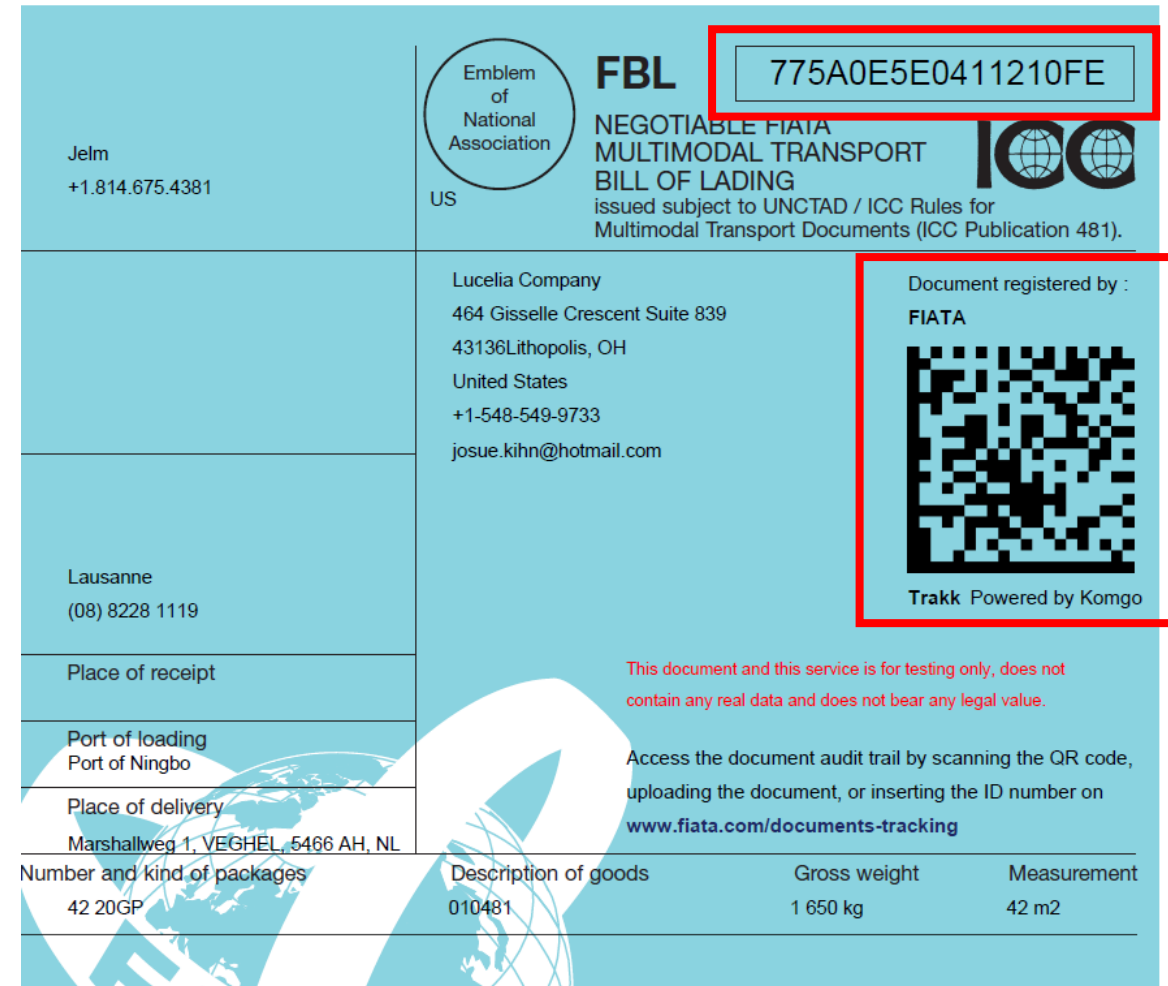 Emblem
of
National
Association
US
FBL
775A0E5E0411210FE
NEGOTIABLE FIATA
MULTIMODAL TRANSPORT
BILL OF LADING
issued subject to UNCTAD / ICC Rules for
Multimodal Transport Documents (ICC Publication 481).
ICC
Jelm
+1.814.675.4381
Lucelia Company
464 Gisselle Crescent Suite 839
43136Lithopolis, OH
United States
+1-548-549-9733
josue.kihn@hotmail.com
Document registered by :
FIATA
Trakk Powered by Komgo
Lausanne
(08) 8228 1119
Place of receipt
Port of loading
Port of Ningbo
Place of delivery
Marshallweg 1, VEGHEL, 5466 AH, NL
This document and this service is for testing only, does not
contain any real data and does not bear any legal value.
Access the document audit trail by scanning the QR code,
uploading the document, or inserting the ID number on
www.fiata.com/documents-tracking
Number and kind of packages Description of goods Gross weight Measurement
42 20GP 010481 1 650 kg 42 m2